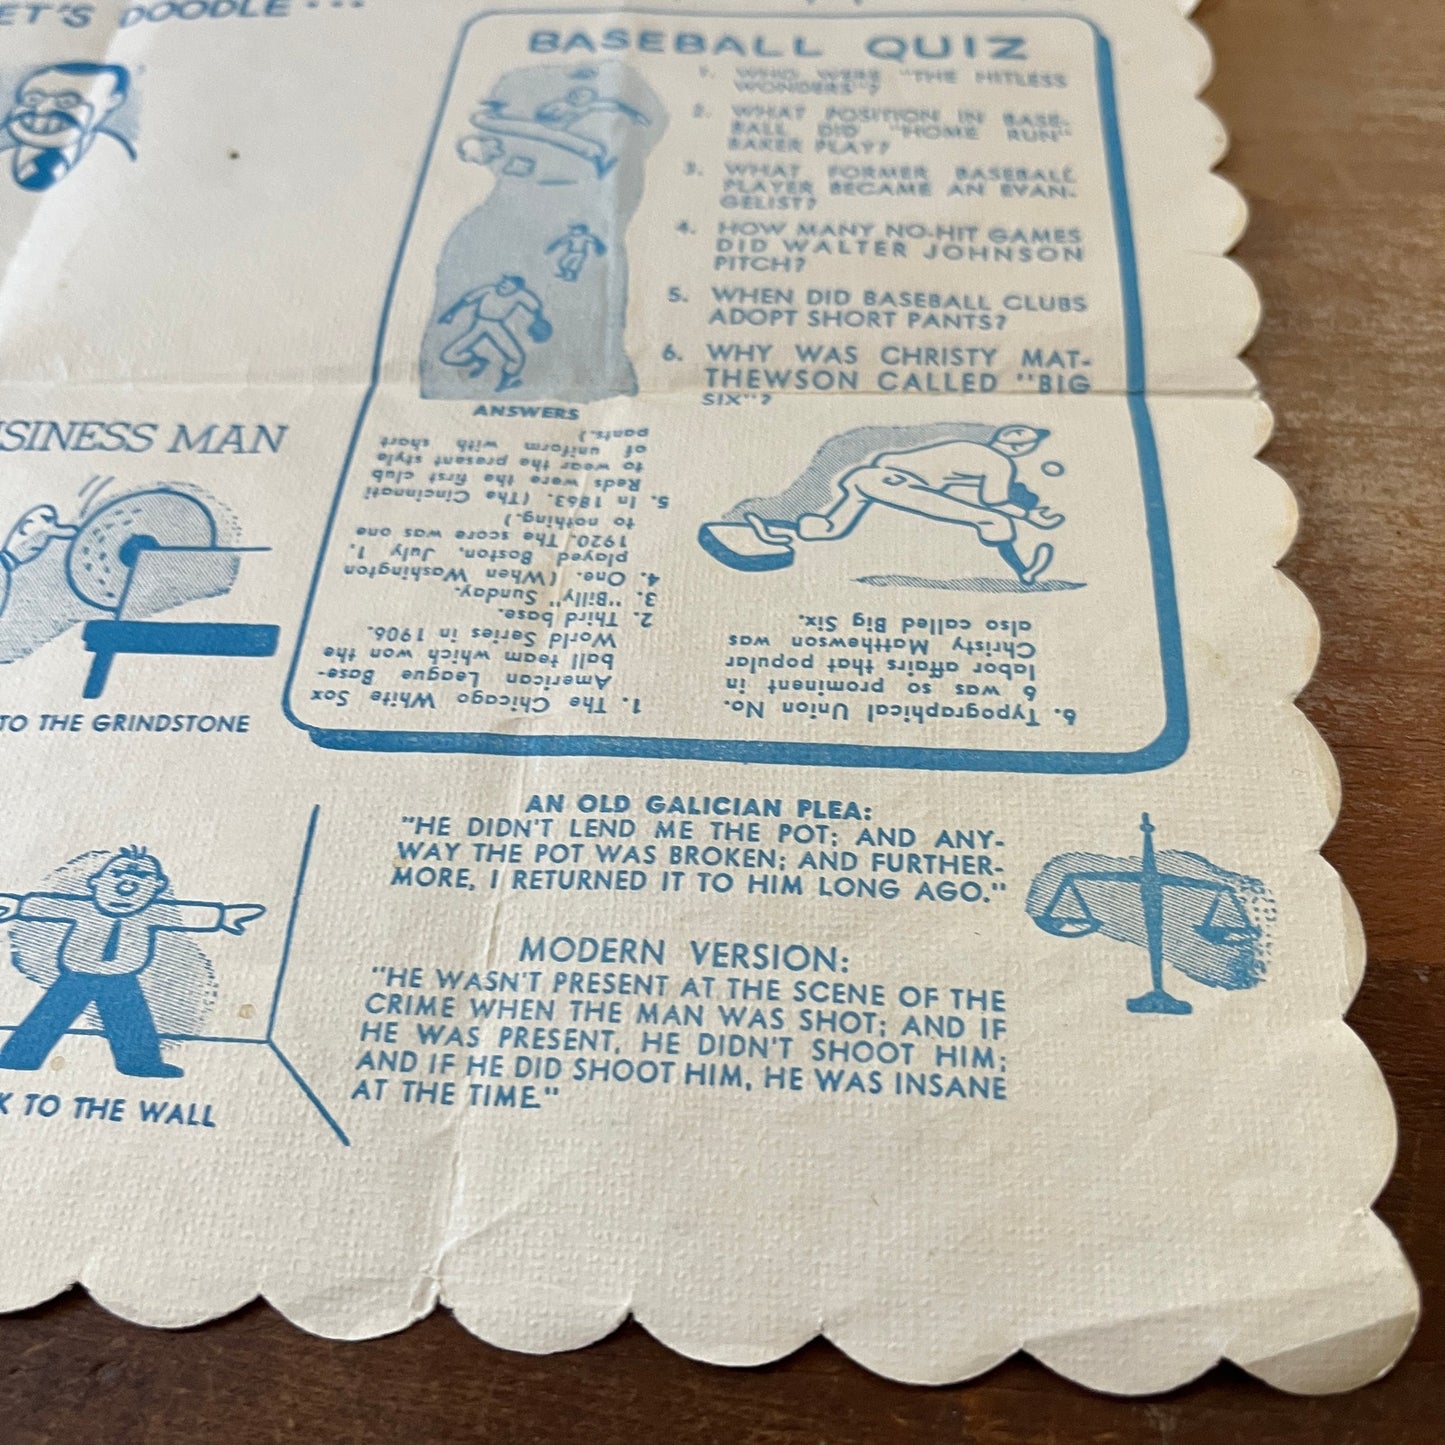 ET'S DOODLE...
BASEBALL QUIZ
1. WHO WERE "THE HITLESS
WONDERS"?
2. WHAT POSITION IN BASE-
BALL DID "HOME RUN"
BAKER PLAY?
3. WHAT FORMER BASEBALL
PLAYER BECAME AN EVAN-
GELIST?
4. HOW MANY NO-HIT GAMES
DID WALTER JOHNSON
PITCH?
5. WHEN DID BASEBALL CLUBS
ADOPT SHORT PANTS?
6. WHY WAS CHRISTY MAT-
THEWSON CALLED "BIG
SIX"?
ANSWERS
1. The Chicago White Sox
American League Base-
ball team which won the
World Series in 1906.
2. Third base.
3. "Billy" Sunday.
4. One. (When Washington
played Boston, July 1,
1920. The score was one
to nothing.)
5. In 1863. (The Cincinnati
Reds were the first club
to wear the present style
of uniform with short
pants.)
6. Typographical Union No.
6 was so prominent in
labor affairs that popular
Christy Matthewson was
also called Big Six.
SINESS MAN
TO THE GRINDSTONE
K TO THE WALL
AN OLD GALICIAN PLEA:
"HE DIDN'T LEND ME THE POT; AND ANY-
WAY THE POT WAS BROKEN; AND FURTHER-
MORE, I RETURNED IT TO HIM LONG AGO."
MODERN VERSION:
"HE WASN'T PRESENT AT THE SCENE OF THE
CRIME WHEN THE MAN WAS SHOT; AND IF
HE WAS PRESENT, HE DIDN'T SHOOT HIM;
AND IF HE DID SHOOT HIM, HE WAS INSANE
AT THE TIME."